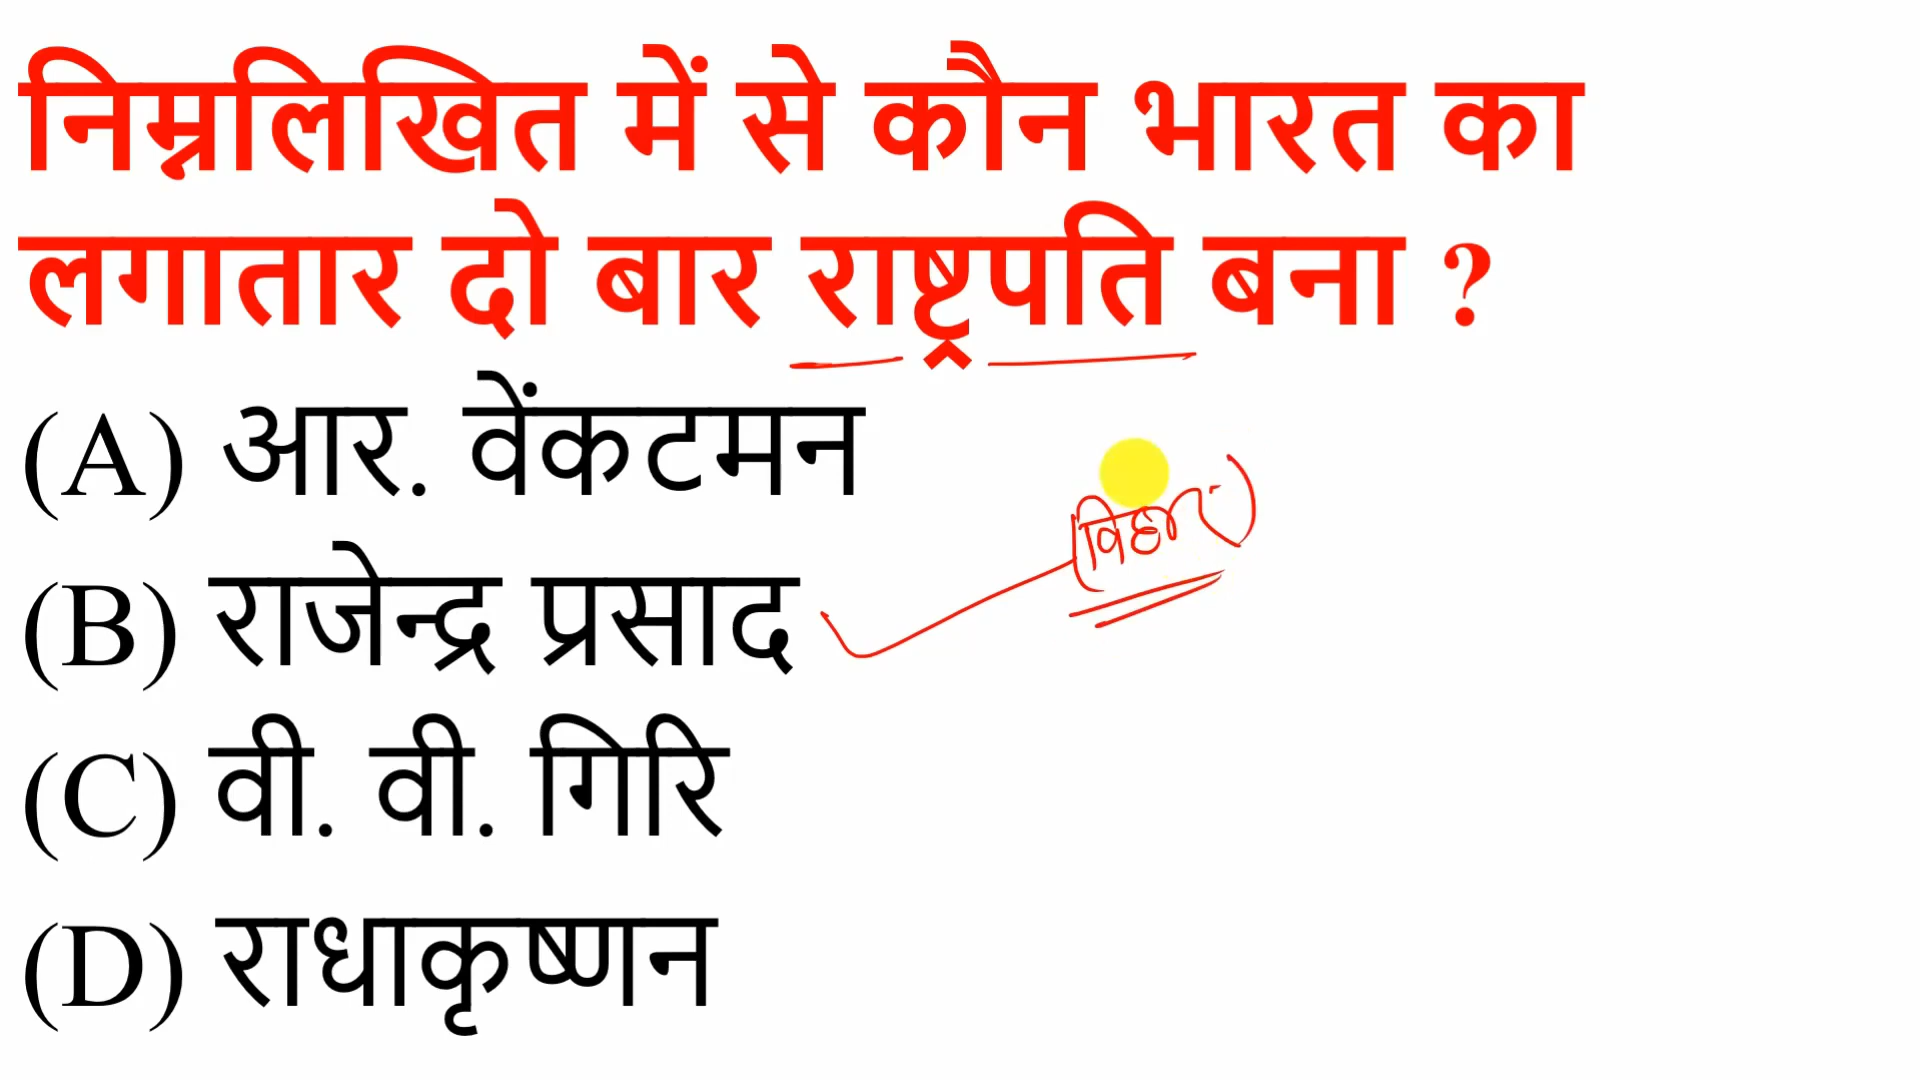 निम्नलिखित में से कौन भारत का
लगातार दो बार राष्ट्रपति बना ?
(A) आर. वेंकटमन
(बिहार)
(B) राजेन्द्र प्रसाद
(C) वी. वी. गिरि
(D) राधाकृष्णन